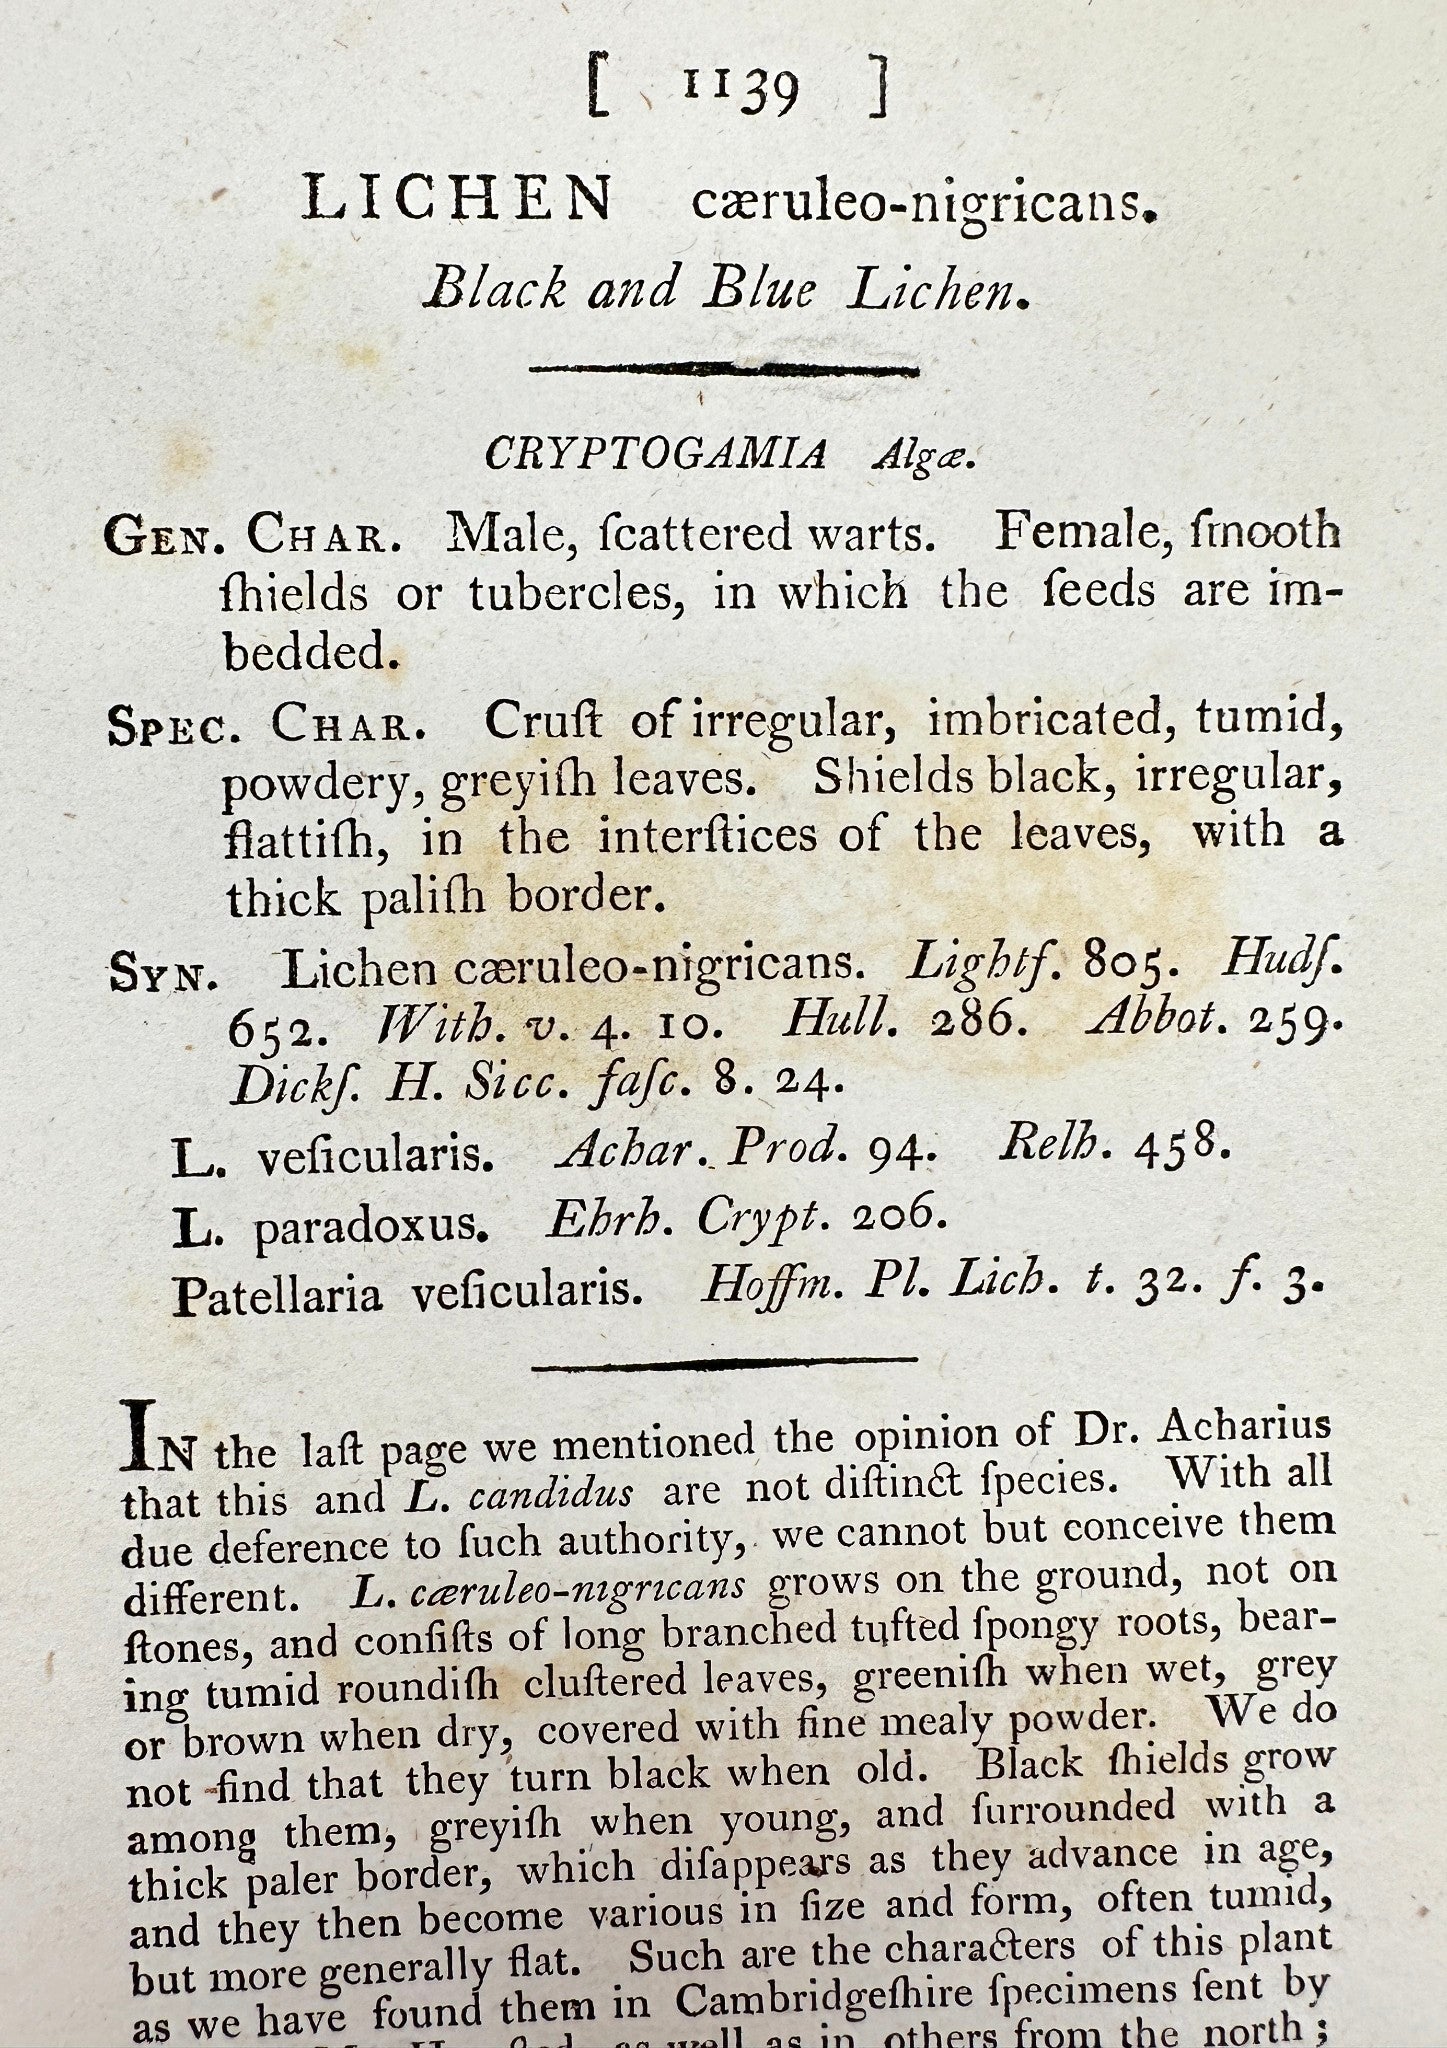 [ 1139 ]
LICHEN cæruleo-nigricans.
Black and Blue Lichen.
CRYPTOGAMIA Algæ.
GEN. CHAR. Male, ſcattered warts. Female, ſmooth
ſhields or tubercles, in which the ſeeds are im-
bedded.
SPEC. CHAR. Cruſt of irregular, imbricated, tumid,
powdery, greyiſh leaves. Shields black, irregular,
flattiſh, in the interſtices of the leaves, with a
thick paliſh border.
SYN. Lichen cæruleo-nigricans. Lightf. 805. Hudſ.
652. With. v. 4. 10. Hull. 286. Abbot. 259.
Dickſ. H. Sicc. faſc. 8. 24.
L. veſicularis. Achar. Prod. 94. Relh. 458.
L. paradoxus. Ehrh. Crypt. 206.
Patellaria veſicularis. Hoffm. Pl. Lich. t. 32. f. 3.
IN the laſt page we mentioned the opinion of Dr. Acharius
that this and L. candidus are not diſtinct ſpecies. With all
due deference to ſuch authority, we cannot but conceive them
different. L. cæruleo-nigricans grows on the ground, not on
ſtones, and conſiſts of long branched tufted ſpongy roots, bear-
ing tumid roundiſh cluſtered leaves, greeniſh when wet, grey
or brown when dry, covered with fine mealy powder. We do
not find that they turn black when old. Black ſhields grow
among them, greyiſh when young, and ſurrounded with a
thick paler border, which diſappears as they advance in age,
and they then become various in ſize and form, often tumid,
but more generally flat. Such are the characters of this plant
as we have found them in Cambridgeſhire ſpecimens ſent by
as well as in others from the north;